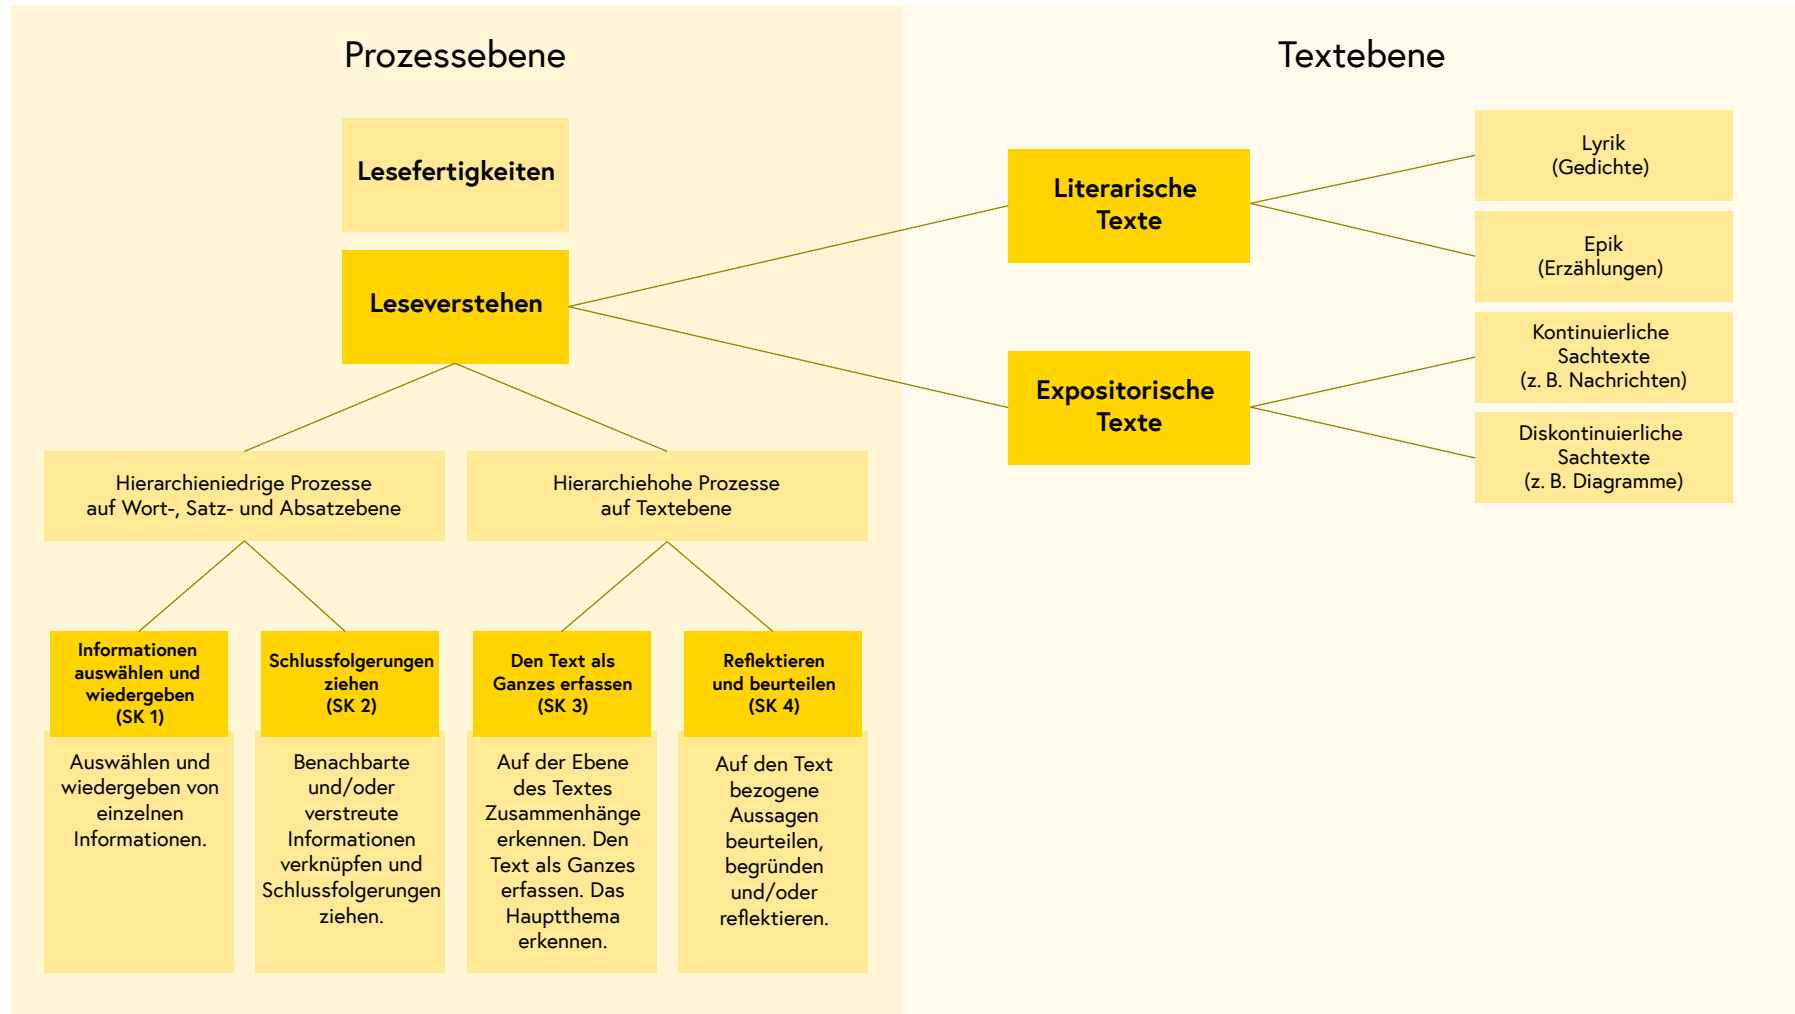 Prozessebene
Lesefertigkeiten
Leseverstehen
Hierarchieniedrige Prozesse
auf Wort-, Satz- und Absatzebene
Hierarchiehohe Prozesse
auf Textebene
Informationen
auswählen und
wiedergeben
(SK 1)
Auswählen und
wiedergeben von
einzelnen
Informationen.
Schlussfolgerungen
ziehen
(SK 2)
Benachbarte
und/oder
verstreute
Informationen
verknüpfen und
Schlussfolgerungen
ziehen.
Den Text als
Ganzes erfassen
(SK 3)
Auf der Ebene
des Textes
Zusammenhänge
erkennen. Den
Text als Ganzes
erfassen. Das
Hauptthema
erkennen.
Reflektieren
und beurteilen
(SK 4)
Auf den Text
bezogene
Aussagen
beurteilen,
begründen
und/oder
reflektieren.
Textebene
Literarische
Texte
Lyrik
(Gedichte)
Epik
(Erzählungen)
Expositorische
Texte
Kontinuierliche
Sachtexte
(z. B. Nachrichten)
Diskontinuierliche
Sachtexte
(z. B. Diagramme)